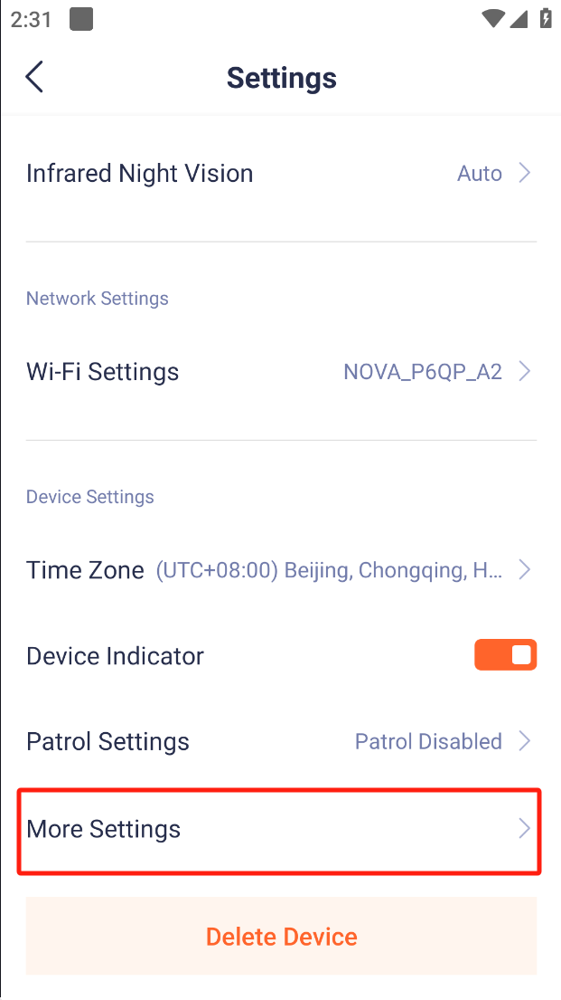 2:31
Settings
Infrared Night Vision Auto
Network Settings
Wi-Fi Settings NOVA_P6QP_A2
Device Settings
Time Zone (UTC+08:00) Beijing, Chongqing, H...
Device Indicator
Patrol Settings Patrol Disabled
More Settings
Delete Device